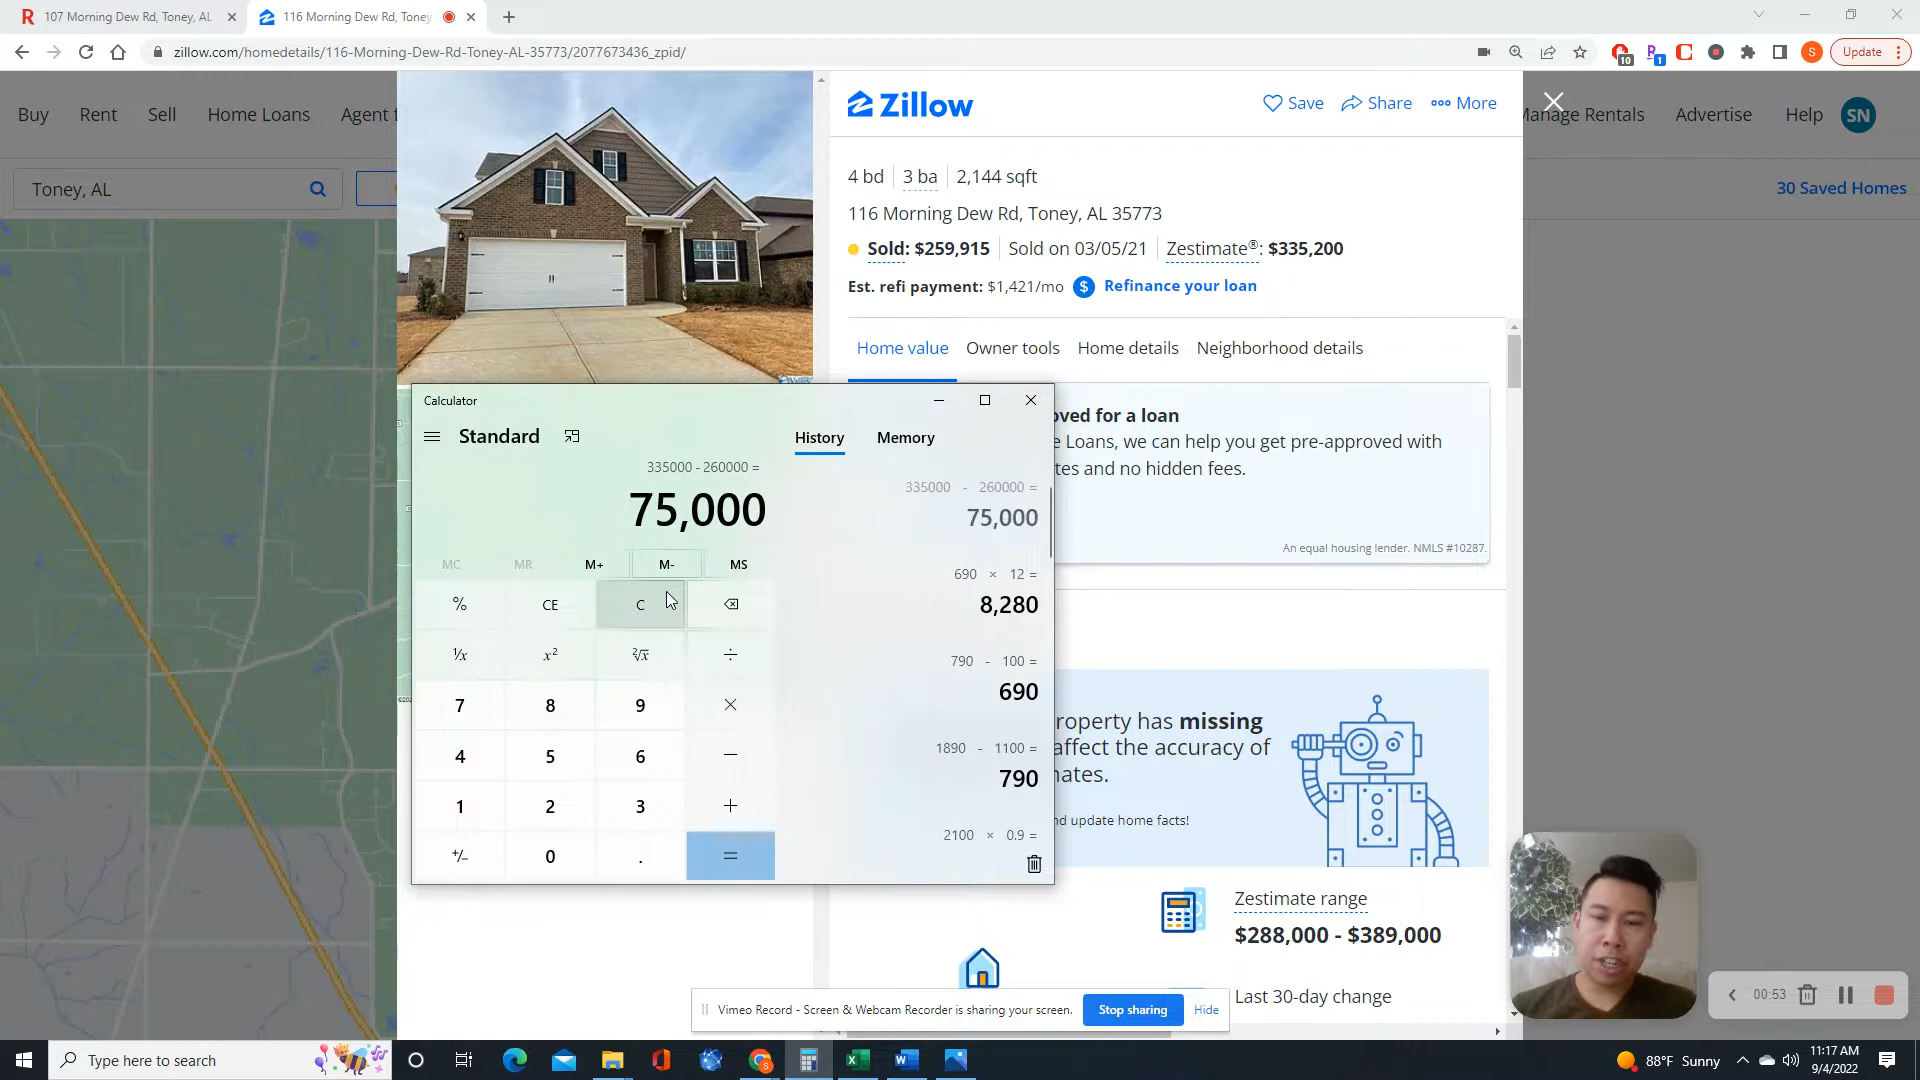 107 Morning Dew Rd, Toney, AL
116 Morning Dew Rd, Toney
zillow.com/homedetails/116-Morning-Dew-Rd-Toney-AL-35773/2077673436_zpid/
10
1
S
Update
Buy
Rent
Sell
Home Loans
Agent f
Zillow
Save
Share
More
Manage Rentals
Advertise
Help
SN
Toney, AL
30 Saved Homes
4 bd
3 ba
2,144 sqft
116 Morning Dew Rd, Toney, AL 35773
Sold: $259,915
Sold on 03/05/21
Zestimate®: $335,200
Est. refi payment: $1,421/mo
$
Refinance your loan
Home value
Owner tools
Home details
Neighborhood details
Calculator
oved for a loan
Standard
History
Memory
e Loans, we can help you get pre-approved with
tes and no hidden fees.
335000 - 260000 =
75,000
335000 - 260000 =
75,000
An equal housing lender. NMLS #10287.
MC
MR
M+
M-
MS
690 × 12 =
8,280
%
CE
C
⌫
¹/x
x²
²√x
÷
790 - 100 =
690
7
8
9
×
roperty has missing
affect the accuracy of
nates.
1890 - 1100 =
790
4
5
6
−
1
2
3
+
nd update home facts!
2100 × 0.9 =
+/−
0
.
=
Zestimate range
$288,000 - $389,000
Last 30-day change
Vimeo Record - Screen & Webcam Recorder is sharing your screen.
Stop sharing
Hide
00:53
Type here to search
88°F Sunny
11:17 AM
9/4/2022